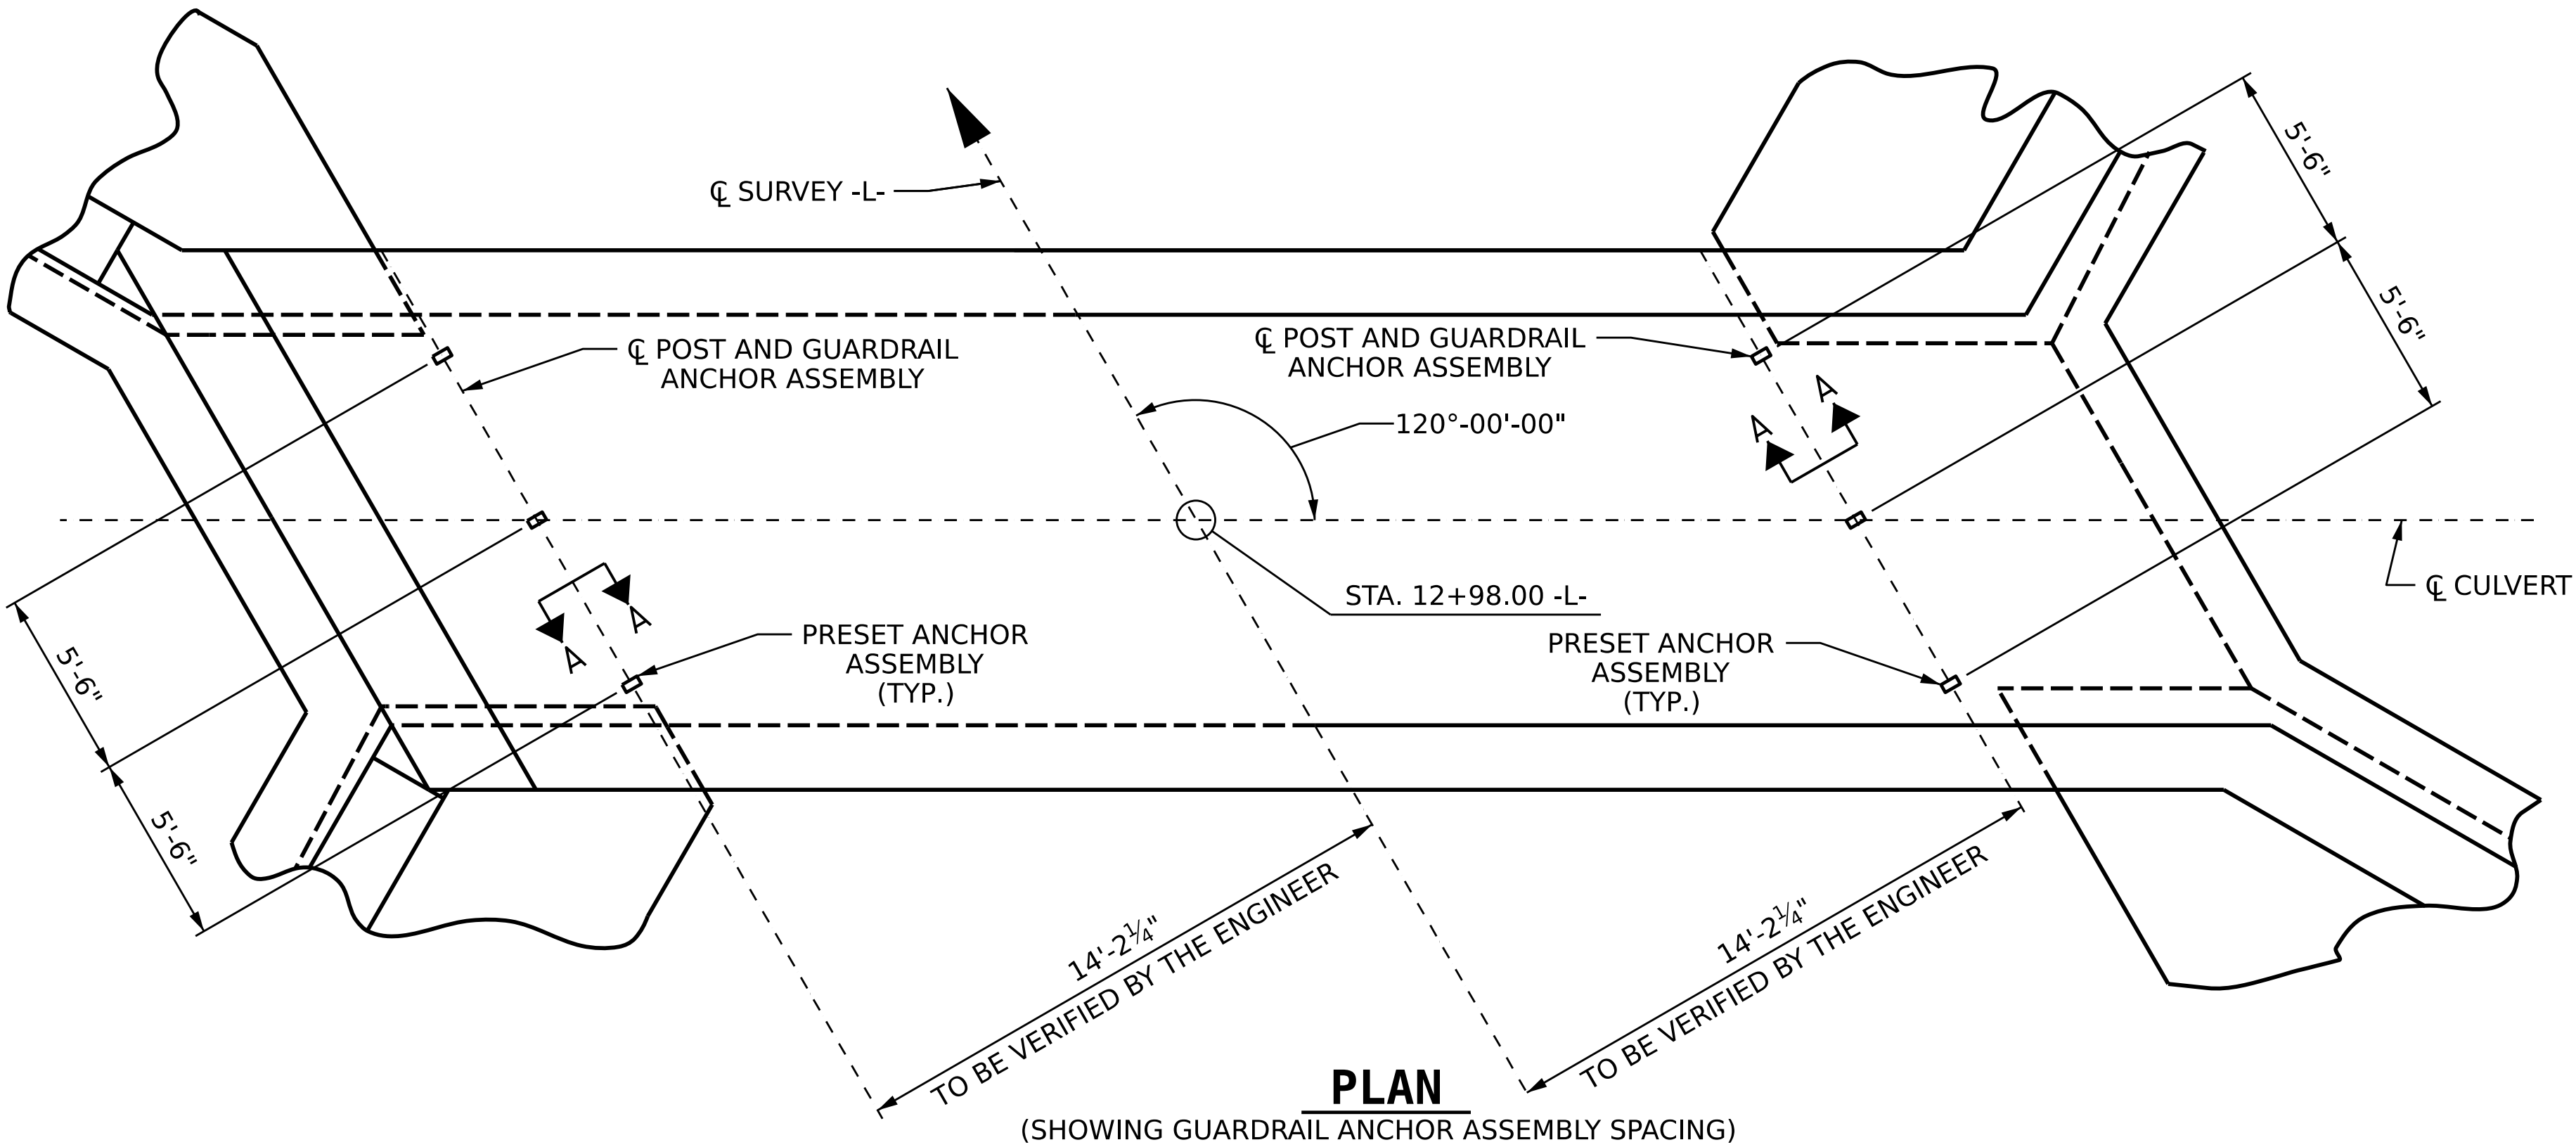 5'-6"
℄ SURVEY -L-
5'-6"
℄ POST AND GUARDRAIL
ANCHOR ASSEMBLY
℄ POST AND GUARDRAIL
ANCHOR ASSEMBLY
A
A
120°-00'-00"
STA. 12+98.00 -L-
℄ CULVERT
A
A
PRESET ANCHOR
ASSEMBLY
(TYP.)
PRESET ANCHOR
ASSEMBLY
(TYP.)
5'-6"
5'-6"
14'-2¼"
TO BE VERIFIED BY THE ENGINEER
14'-2¼"
TO BE VERIFIED BY THE ENGINEER
PLAN
(SHOWING GUARDRAIL ANCHOR ASSEMBLY SPACING)